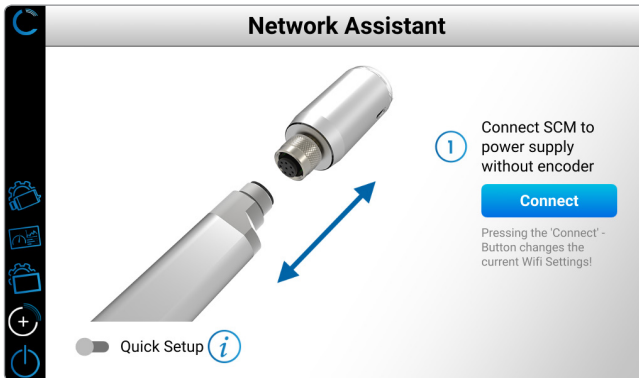 Network Assistant
1
Connect SCM to
power supply
without encoder
Connect
Pressing the 'Connect' -
Button changes the
current Wifi Settings!
Quick Setup i